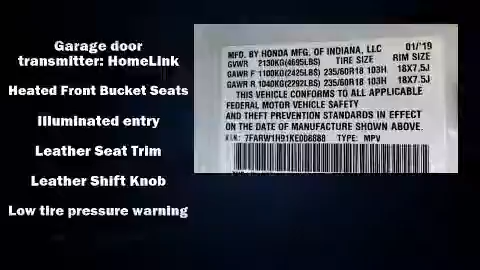 Garage door
transmitter: HomeLink
Heated Front Bucket Seats
Illuminated entry
Leather Seat Trim
Leather Shift Knob
Low tire pressure warning
MFD. BY HONDA MFG. OF INDIANA, LLC 01/'19
GVWR 2130KG(4695LBS) TIRE SIZE RIM SIZE
GAWR F 1100KG(2425LBS) 235/60R18 103H 18X7.5J
GAWR R 1040KG(2292LBS) 235/60R18 103H 18X7.5J
THIS VEHICLE CONFORMS TO ALL APPLICABLE
FEDERAL MOTOR VEHICLE SAFETY
AND THEFT PREVENTION STANDARDS IN EFFECT
ON THE DATE OF MANUFACTURE SHOWN ABOVE.
7FARW1H91KE008888 TYPE: MPV